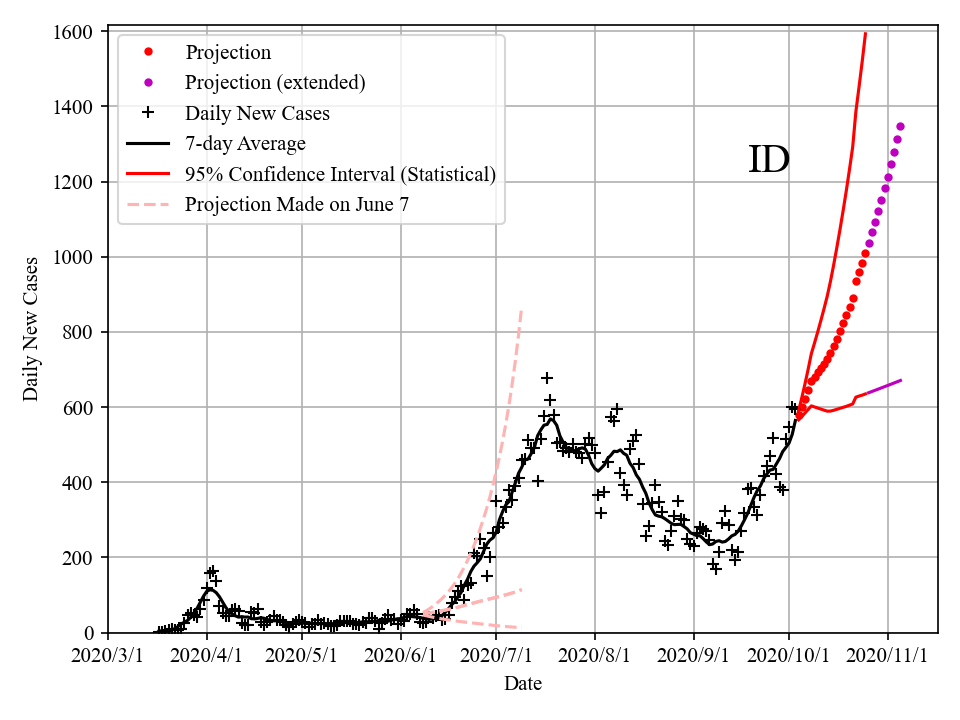 1600
1400
1200
1000
800
600
400
200
0
Daily New Cases
Projection
Projection (extended)
Daily New Cases
7-day Average
95% Confidence Interval (Statistical)
Projection Made on June 7
ID
2020/3/1 2020/4/1 2020/5/1 2020/6/1 2020/7/1 2020/8/1 2020/9/1 2020/10/1 2020/11/1
Date